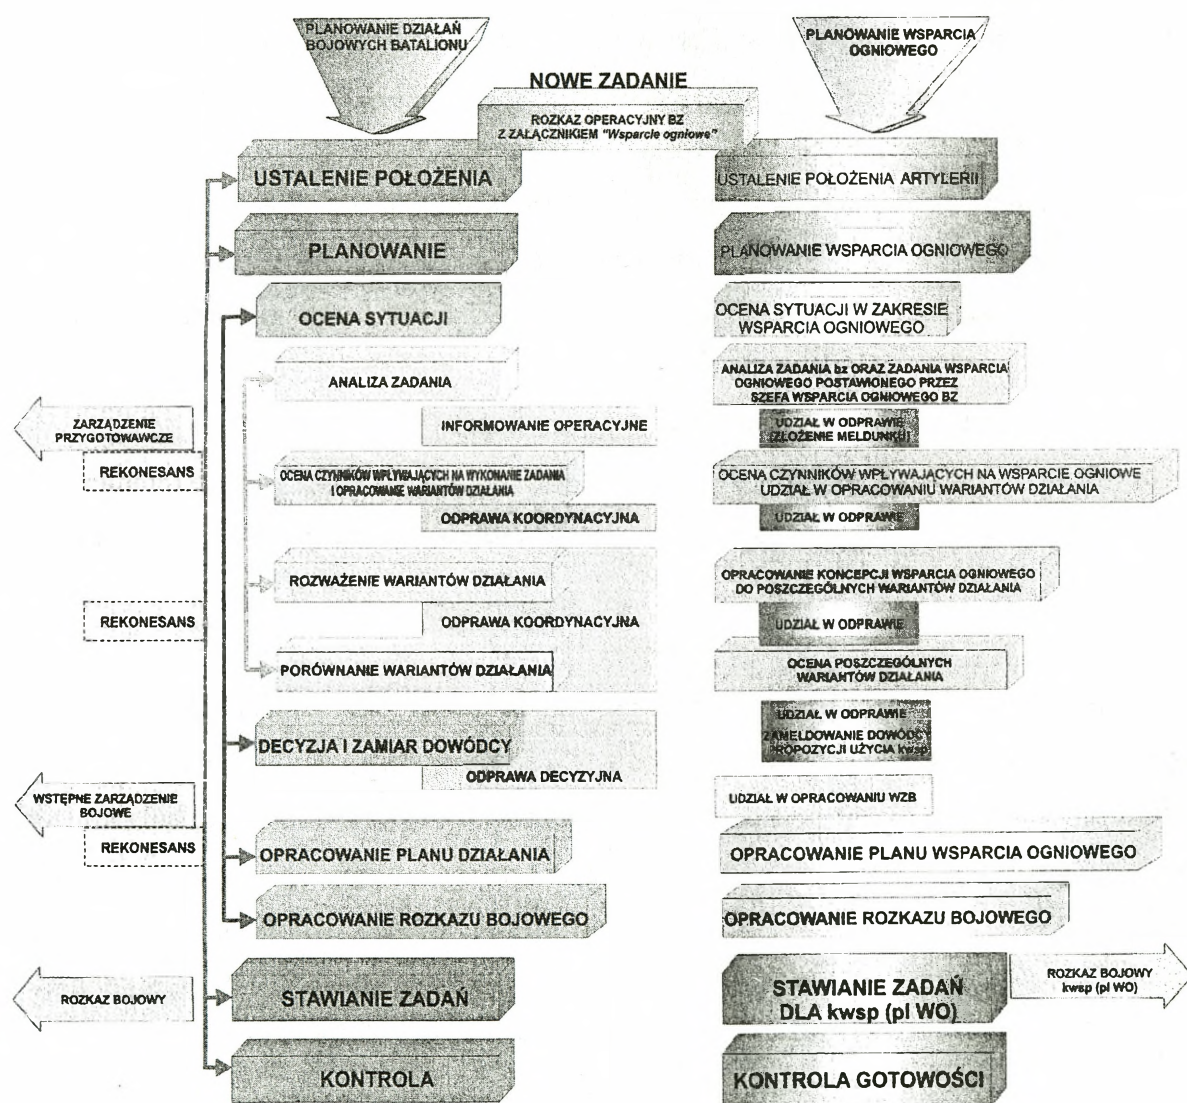 PLANOWANIE DZIAŁAŃ
BOJOWYCH BATALIONU
PLANOWANIE WSPARCIA
OGNIOWEGO
NOWE ZADANIE
ROZKAZ OPERACYJNY BZ
Z ZAŁĄCZNIKIEM "Wsparcie ogniowe"
USTALENIE POŁOŻENIA
USTALENIE POŁOŻENIA ARTYLERII
PLANOWANIE
PLANOWANIE WSPARCIA OGNIOWEGO
OCENA SYTUACJI
OCENA SYTUACJI W ZAKRESIE
WSPARCIA OGNIOWEGO
ANALIZA ZADANIA
ANALIZA ZADANIA bz ORAZ ZADANIA WSPARCIA
OGNIOWEGO POSTAWIONEGO PRZEZ
SZEFA WSPARCIA OGNIOWEGO BZ
ZARZĄDZENIE
PRZYGOTOWAWCZE
INFORMOWANIE OPERACYJNE
UDZIAŁ W ODPRAWIE
(ZŁOŻENIE MELDUNKU)
REKONESANS
OCENA CZYNNIKÓW WPŁYWAJĄCYCH NA WYKONANIE ZADANIA
I OPRACOWANIE WARIANTÓW DZIAŁANIA
OCENA CZYNNIKÓW WPŁYWAJĄCYCH NA WSPARCIE OGNIOWE
UDZIAŁ W OPRACOWANIU WARIANTÓW DZIAŁANIA
ODPRAWA KOORDYNACYJNA
UDZIAŁ W ODPRAWIE
ROZWAŻENIE WARIANTÓW DZIAŁANIA
OPRACOWANIE KONCEPCJI WSPARCIA OGNIOWEGO
DO POSZCZEGÓLNYCH WARIANTÓW DZIAŁANIA
REKONESANS
ODPRAWA KOORDYNACYJNA
UDZIAŁ W ODPRAWIE
PORÓWNANIE WARIANTÓW DZIAŁANIA
OCENA POSZCZEGÓLNYCH
WARIANTÓW DZIAŁANIA
DECYZJA I ZAMIAR DOWÓDCY
UDZIAŁ W ODPRAWIE
ZAMELDOWANIE DOWÓDCY
PROPOZYCJI UŻYCIA kwsp
ODPRAWA DECYZYJNA
WSTĘPNE ZARZĄDZENIE
BOJOWE
UDZIAŁ W OPRACOWANIU WZB
REKONESANS
OPRACOWANIE PLANU DZIAŁANIA
OPRACOWANIE PLANU WSPARCIA OGNIOWEGO
OPRACOWANIE ROZKAZU BOJOWEGO
OPRACOWANIE ROZKAZU BOJOWEGO
ROZKAZ BOJOWY
STAWIANIE ZADAŃ
STAWIANIE ZADAŃ
DLA kwsp (pl WO)
ROZKAZ BOJOWY
kwsp (pl WO)
KONTROLA
KONTROLA GOTOWOŚCI